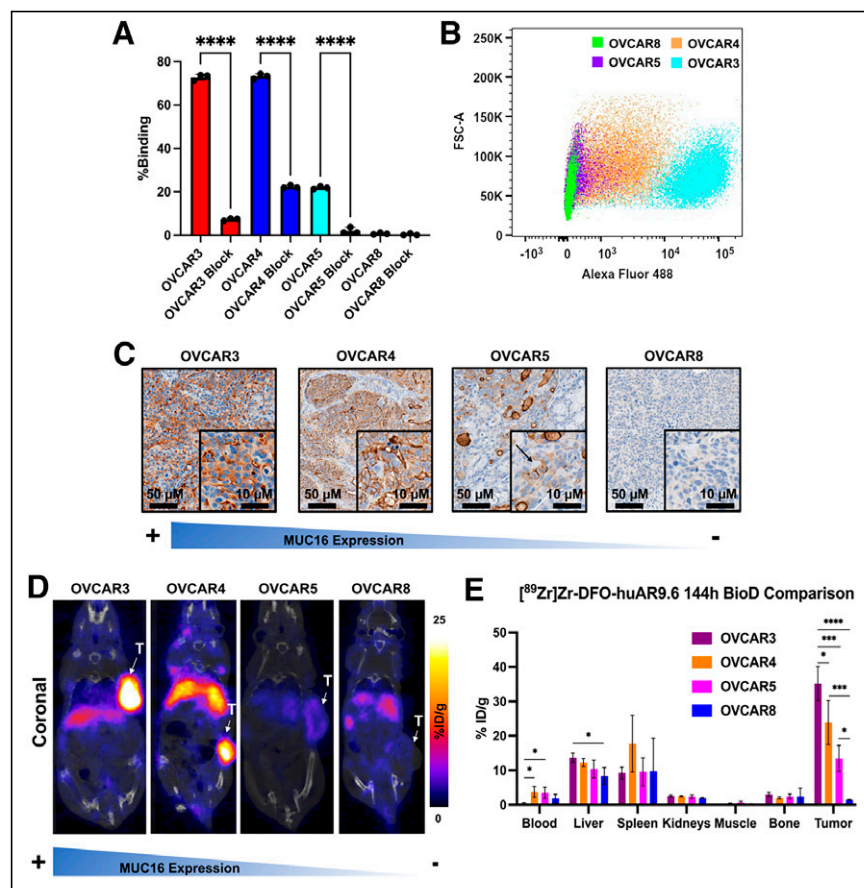 A
****
****
****
80
60
40
20
0
%Binding
OVCAR3
OVCAR3 Block
OVCAR4
OVCAR4 Block
OVCAR5
OVCAR5 Block
OVCAR8
OVCAR8 Block
B
OVCAR8
OVCAR4
OVCAR5
OVCAR3
250K
200K
150K
100K
50K
0
FSC-A
-10³
0
10³
10⁴
10⁵
Alexa Fluor 488
C
OVCAR3
OVCAR4
OVCAR5
OVCAR8
50 µM
10 µM
50 µM
10 µM
50 µM
10 µM
50 µM
10 µM
+
MUC16 Expression
-
D
OVCAR3
OVCAR4
OVCAR5
OVCAR8
Coronal
T
T
T
T
25
%ID/g
0
+
MUC16 Expression
-
E
[⁸⁹Zr]Zr-DFO-huAR9.6 144h BioD Comparison
OVCAR3
OVCAR4
OVCAR5
OVCAR8
****
***
*
***
*
*
*
*
50
40
30
20
10
0
% ID/g
Blood
Liver
Spleen
Kidneys
Muscle
Bone
Tumor